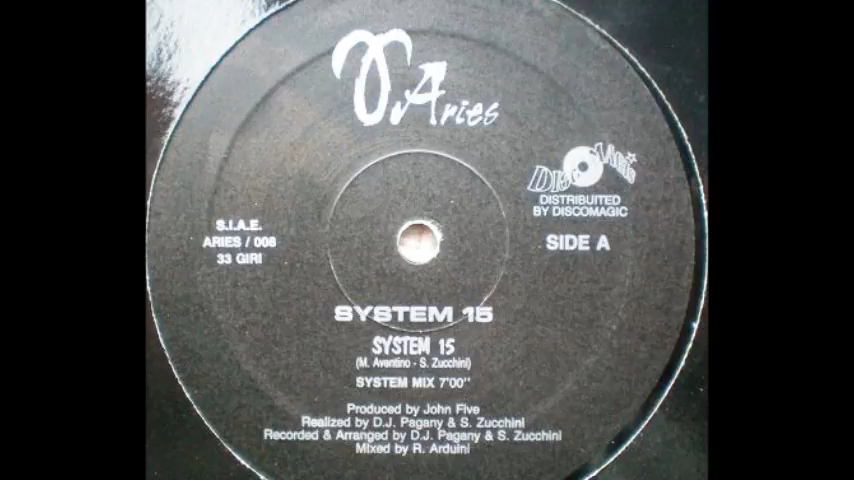 Aries
DiscoMagic
DISTRIBUITED
BY DISCOMAGIC
S.I.A.E.
ARIES / 008
33 GIRI
SIDE A
SYSTEM 15
SYSTEM 15
(M. Aventino - S. Zucchini)
SYSTEM MIX 7'00''
Produced by John Five
Realized by D.J. Pagany & S. Zucchini
Recorded & Arranged by D.J. Pagany & S. Zucchini
Mixed by R. Arduini